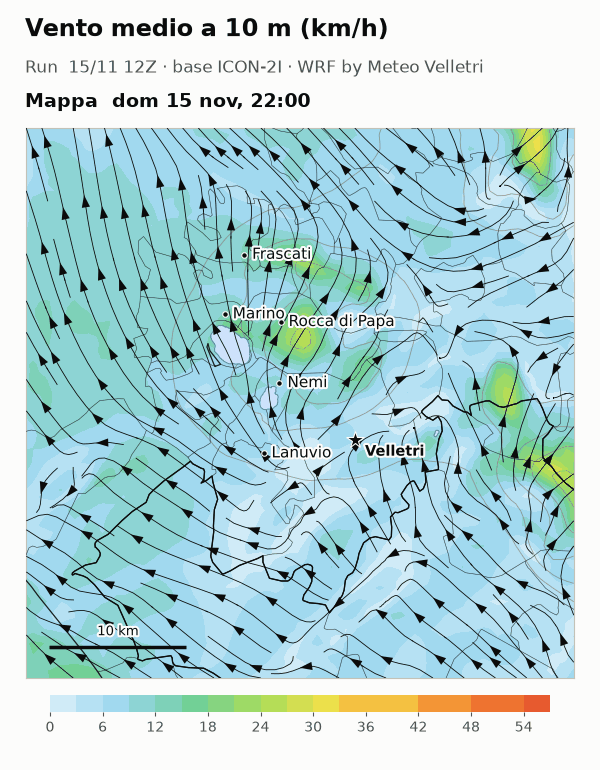 Vento medio a 10 m (km/h)
Run  15/11 12Z · base ICON-2I · WRF by Meteo Velletri
Mappa  dom 15 nov, 22:00
Frascati
Marino
Rocca di Papa
Nemi
Velletri
Lanuvio
10 km
0 6 12 18 24 30 36 42 48 54